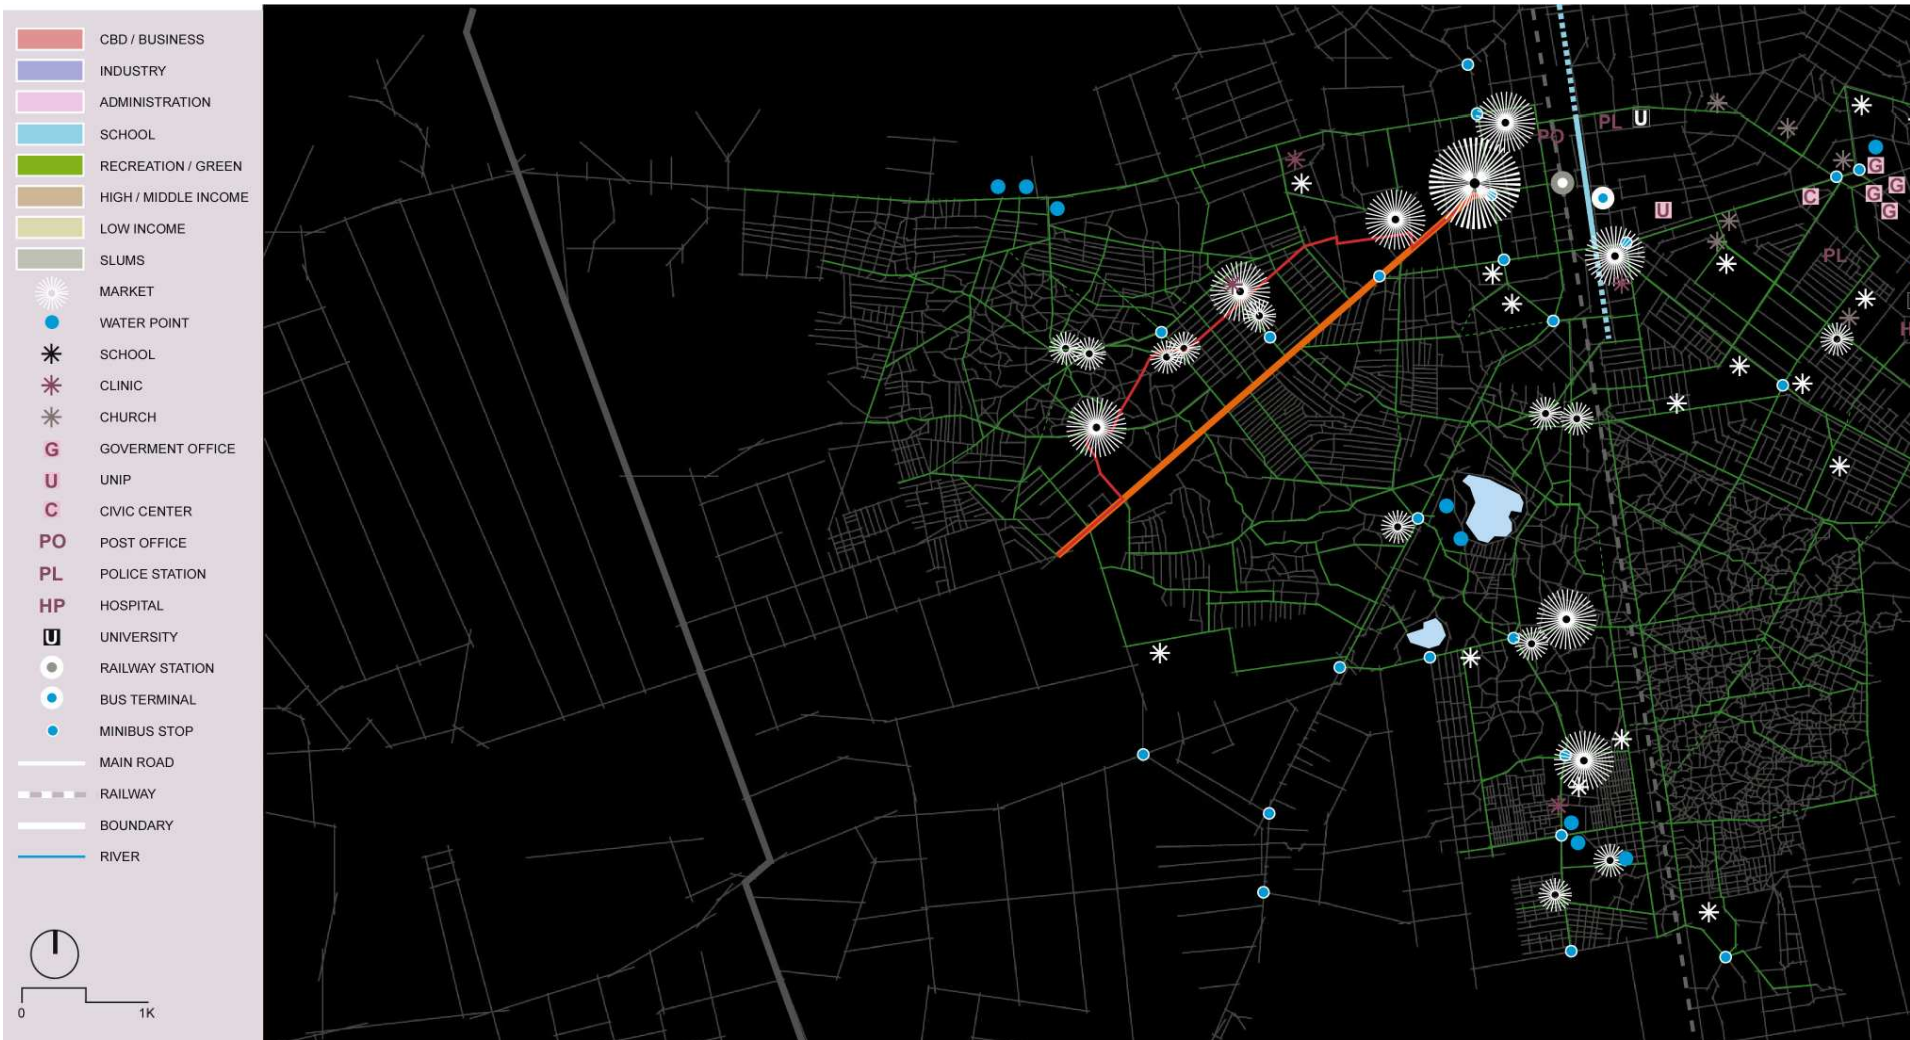 CBD / BUSINESS
INDUSTRY
ADMINISTRATION
SCHOOL
RECREATION / GREEN
HIGH / MIDDLE INCOME
LOW INCOME
SLUMS
MARKET
WATER POINT
SCHOOL
CLINIC
CHURCH
G GOVERMENT OFFICE
U UNIP
C CIVIC CENTER
PO POST OFFICE
PL POLICE STATION
HP HOSPITAL
U UNIVERSITY
RAILWAY STATION
BUS TERMINAL
MINIBUS STOP
MAIN ROAD
RAILWAY
BOUNDARY
RIVER
0 1K
PO
PL
U
G
G
C
G
U
G
PL